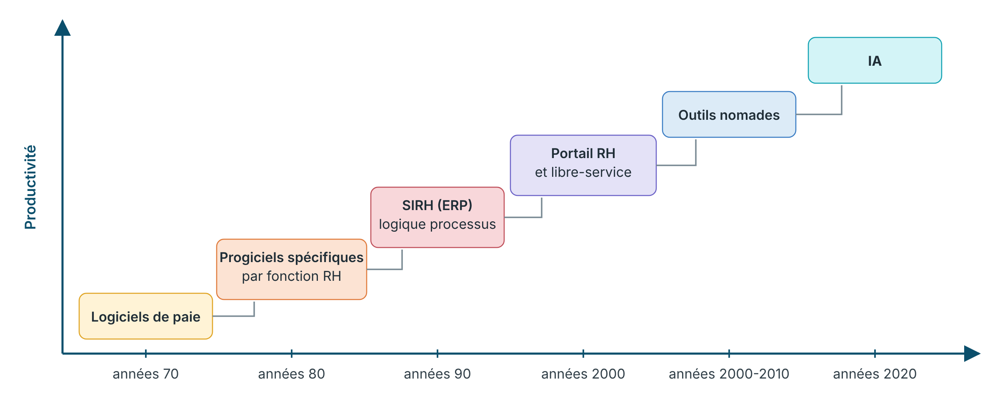 Productivité
IA
Outils nomades
Portail RH
et libre-service
SIRH (ERP)
logique processus
Progiciels spécifiques
par fonction RH
Logiciels de paie
années 70
années 80
années 90
années 2000
années 2000-2010
années 2020